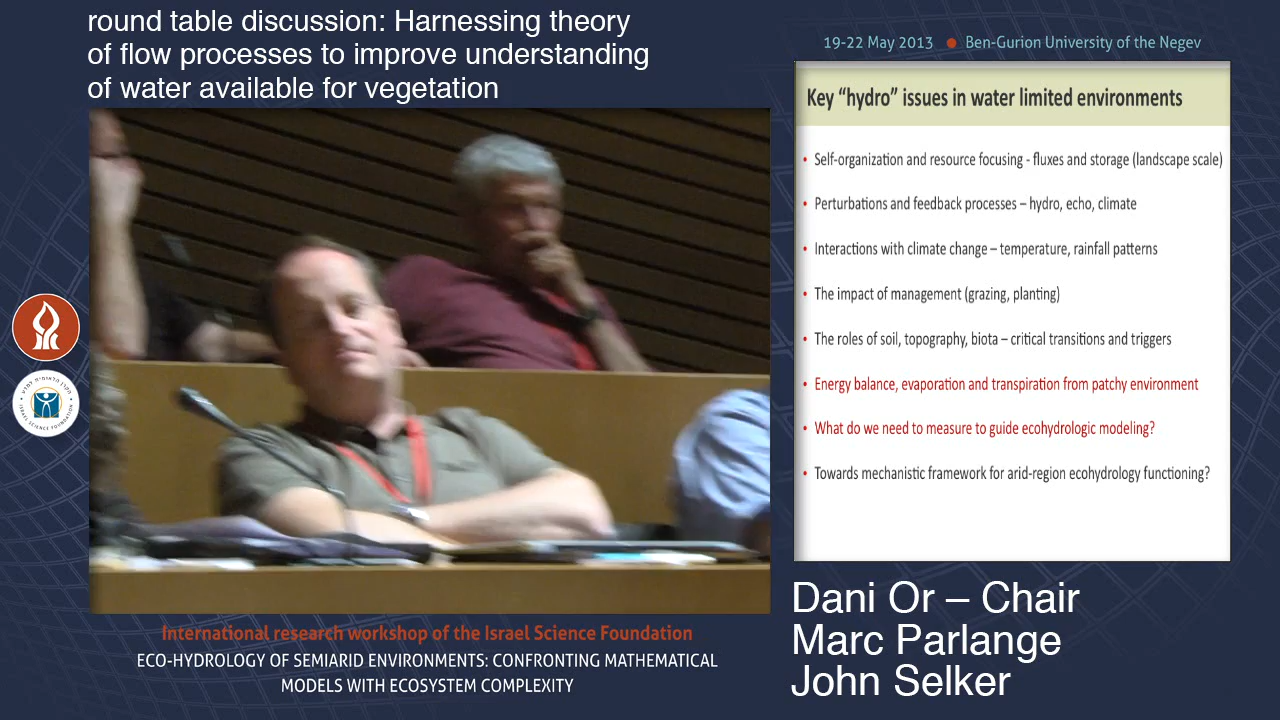 round table discussion: Harnessing theory
of flow processes to improve understanding
of water available for vegetation
19-22 May 2013 • Ben-Gurion University of the Negev
Key “hydro” issues in water limited environments
• Self-organization and resource focusing - fluxes and storage (landscape scale)
• Perturbations and feedback processes – hydro, echo, climate
• Interactions with climate change – temperature, rainfall patterns
• The impact of management (grazing, planting)
• The roles of soil, topography, biota – critical transitions and triggers
• Energy balance, evaporation and transpiration from patchy environment
• What do we need to measure to guide ecohydrologic modeling?
• Towards mechanistic framework for arid-region ecohydrology functioning?
ISRAEL SCIENCE FOUNDATION
Dani Or – Chair
Marc Parlange
John Selker
International research workshop of the Israel Science Foundation
ECO-HYDROLOGY OF SEMIARID ENVIRONMENTS: CONFRONTING MATHEMATICAL
MODELS WITH ECOSYSTEM COMPLEXITY